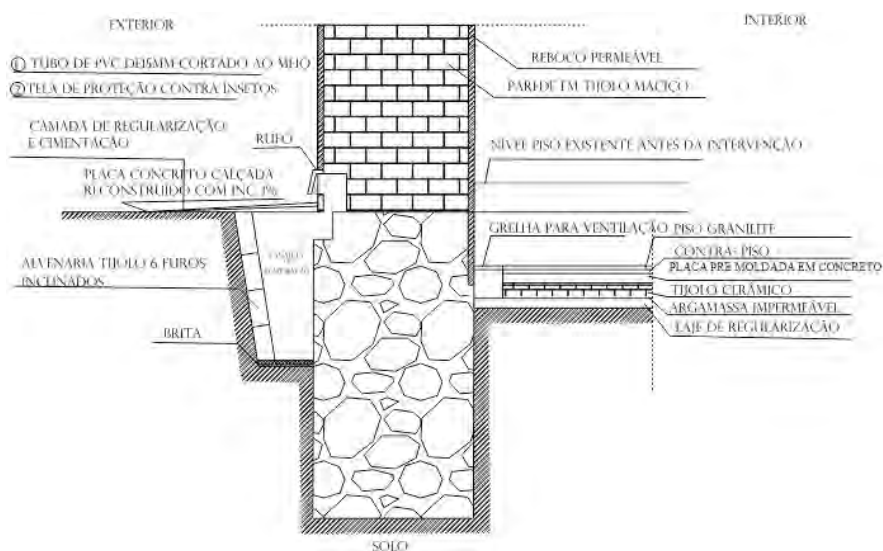 EXTERIOR
INTERIOR
① TUBO DE PVC DE15MM CORTADO AO MEIO
② TELA DE PROTEÇÃO CONTRA INSETOS
CAMADA DE REGULARIZAÇÃO
E CIMENTAÇÃO
RUFO
PLACA CONCRETO CALÇADA
RECONSTRUIDO COM INC. 1%
ALVENARIA TIJOLO 6 FUROS
INCLINADOS
BRITA
REBOCO PERMEÁVEL
PAREDE EM TIJOLO MACIÇO
NÍVEL PISO EXISTENTE ANTES DA INTERVENÇÃO
GRELHA PARA VENTILAÇÃO
PISO GRANILITE
CONTRA-PISO
PLACA PRE MOLDADA EM CONCRETO
TIJOLO CERÂMICO
ARGAMASSA IMPERMEÁVEL
LAJE DE REGULARIZAÇÃO
SOLO